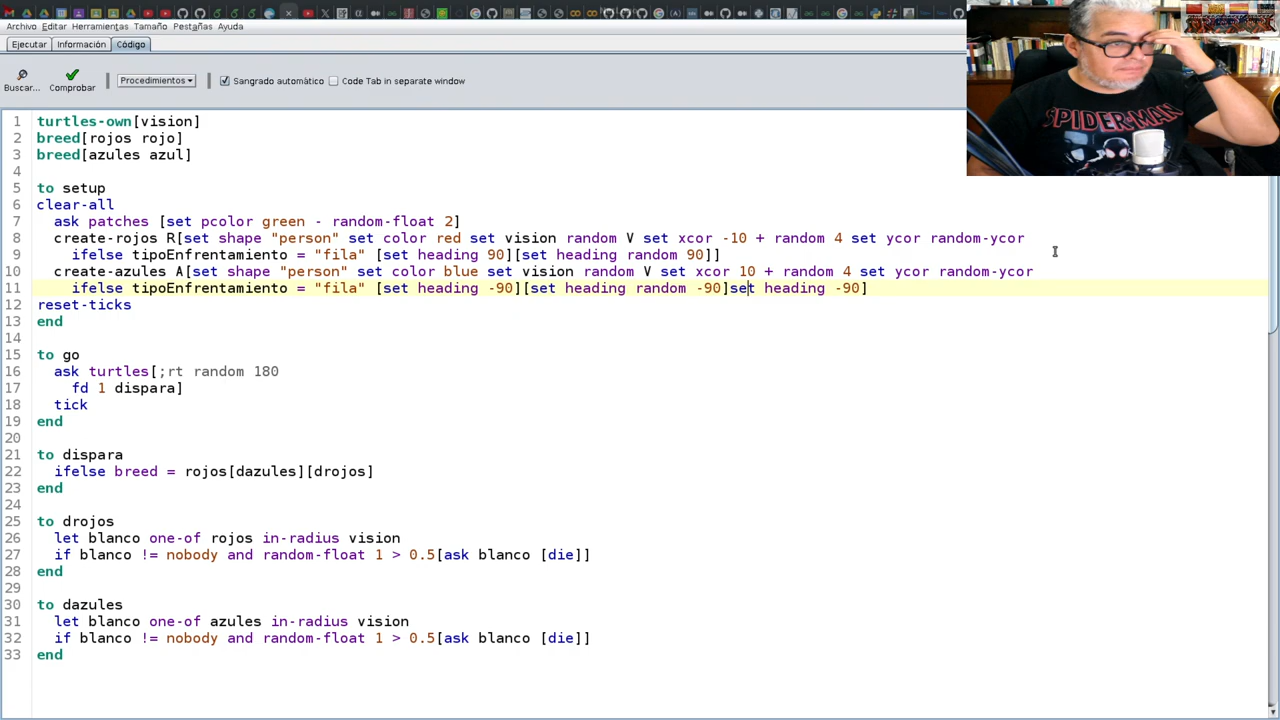 Archivo Editar Herramientas Tamaño Pestañas Ayuda
Ejecutar Información Código
Buscar... Comprobar Procedimientos Sangrado automático Code Tab in separate window
SPIDER-MAN
1 turtles-own[vision]
2 breed[rojos rojo]
3 breed[azules azul]
4
5 to setup
6 clear-all
7 ask patches [set pcolor green - random-float 2]
8 create-rojos R[set shape "person" set color red set vision random V set xcor -10 + random 4 set ycor random-ycor
9 ifelse tipoEnfrentamiento = "fila" [set heading 90][set heading random 90]]
10 create-azules A[set shape "person" set color blue set vision random V set xcor 10 + random 4 set ycor random-ycor
11 ifelse tipoEnfrentamiento = "fila" [set heading -90][set heading random -90]set heading -90]
12 reset-ticks
13 end
14
15 to go
16 ask turtles[;rt random 180
17 fd 1 dispara]
18 tick
19 end
20
21 to dispara
22 ifelse breed = rojos[dazules][drojos]
23 end
24
25 to drojos
26 let blanco one-of rojos in-radius vision
27 if blanco != nobody and random-float 1 > 0.5[ask blanco [die]]
28 end
29
30 to dazules
31 let blanco one-of azules in-radius vision
32 if blanco != nobody and random-float 1 > 0.5[ask blanco [die]]
33 end